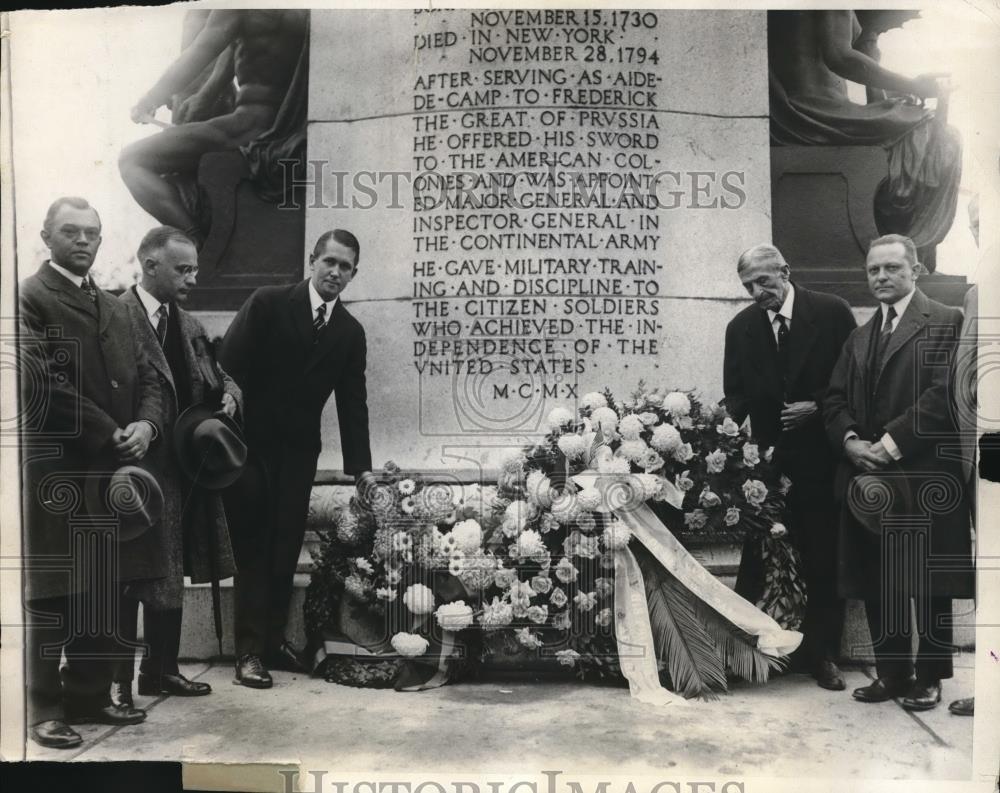 NOVEMBER 15, 1730
DIED · IN · NEW · YORK ·
NOVEMBER 28, 1794
AFTER · SERVING · AS · AIDE-
DE-CAMP · TO · FREDERICK
THE · GREAT · OF · PRVSSIA
HE · OFFERED · HIS · SWORD
TO · THE · AMERICAN · COL-
ONIES · AND · WAS · APPOINT-
ED · MAJOR · GENERAL · AND
INSPECTOR · GENERAL · IN
THE · CONTINENTAL · ARMY
HE · GAVE · MILITARY · TRAIN-
ING · AND · DISCIPLINE · TO
THE · CITIZEN · SOLDIERS
WHO · ACHIEVED · THE · IN-
DEPENDENCE · OF · THE
VNITED · STATES
M·C·M·X
HISTORIC IMAGES
HISTORIC IMAGES